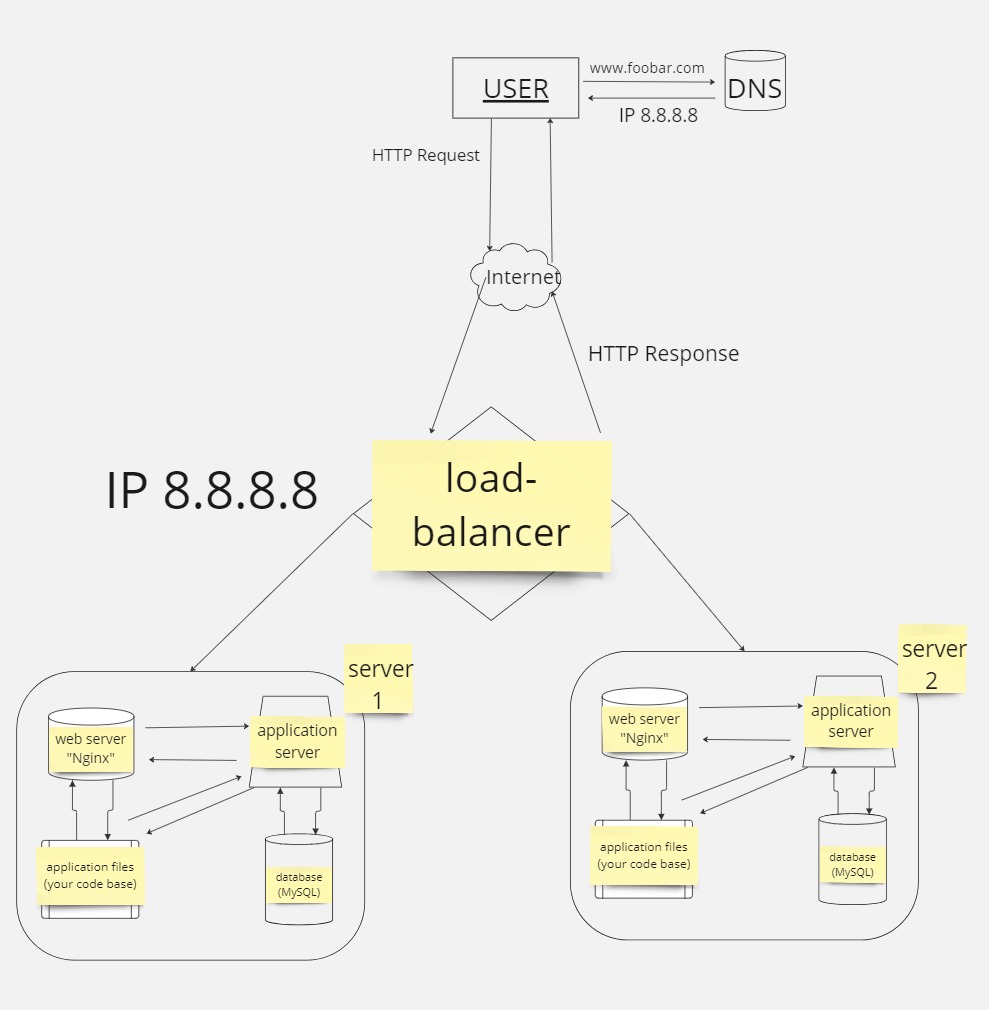 www.foobar.com
USER
DNS
IP 8.8.8.8
HTTP Request
Internet
HTTP Response
IP 8.8.8.8
load-
balancer
server
1
web server
"Nginx"
application
server
application files
(your code base)
database
(MySQL)
server
2
web server
"Nginx"
application
server
application files
(your code base)
database
(MySQL)